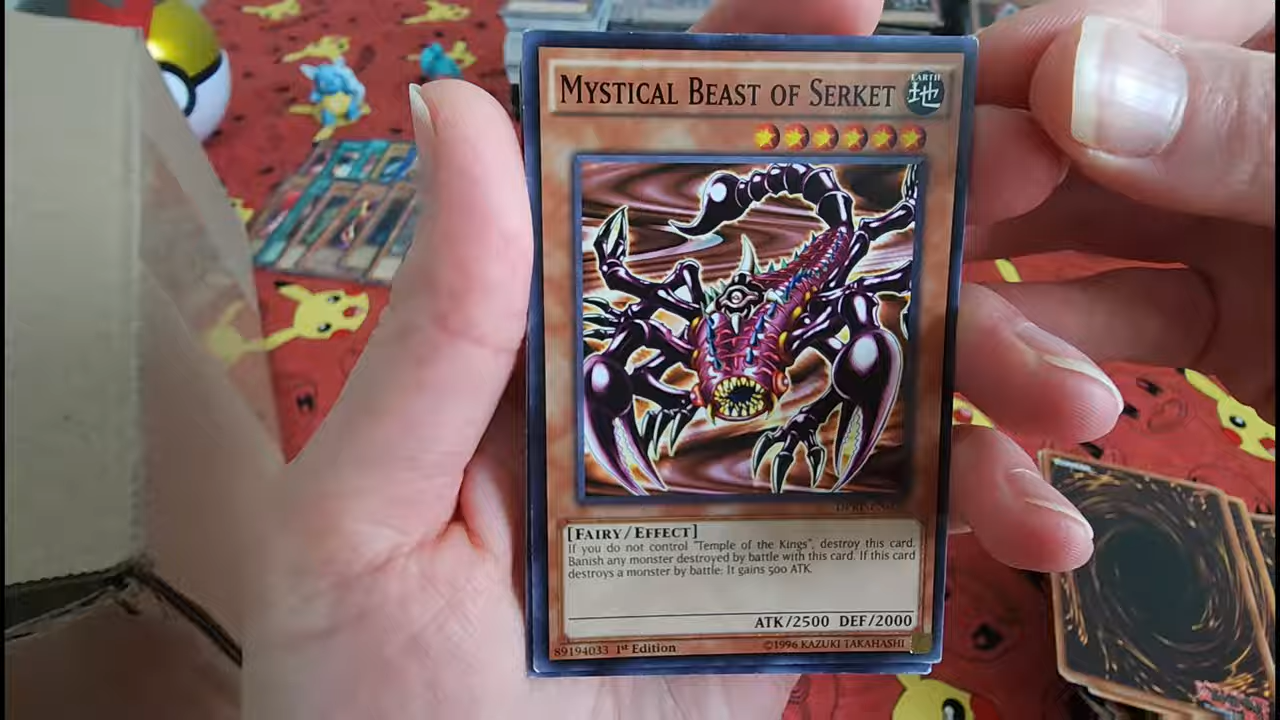 MYSTICAL BEAST OF SERKET
EARTH
地
[FAIRY/EFFECT]
If you do not control "Temple of the Kings", destroy this card.
Banish any monster destroyed by battle with this card. If this card
destroys a monster by battle: It gains 500 ATK.
ATK/2500 DEF/2000
89194033 1st Edition
©1996 KAZUKI TAKAHASHI